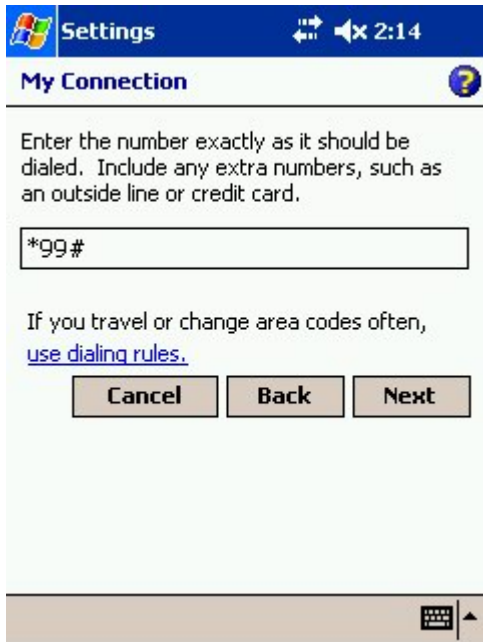 Settings 2:14
My Connection
Enter the number exactly as it should be
dialed. Include any extra numbers, such as
an outside line or credit card.
*99#
If you travel or change area codes often,
use dialing rules.
Cancel Back Next